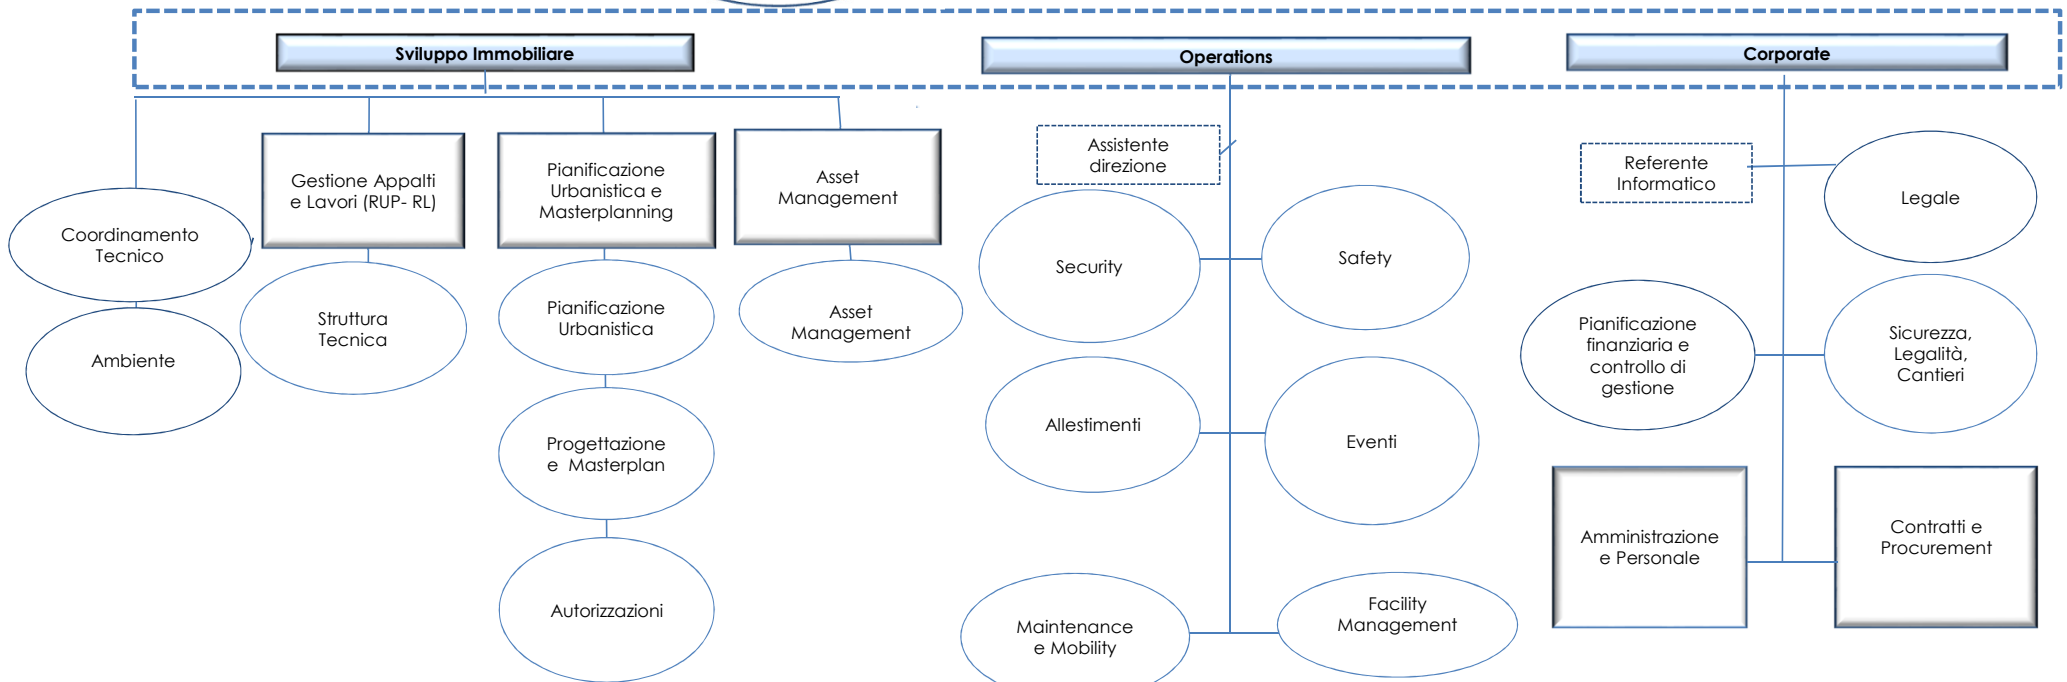 Sviluppo Immobiliare
Operations
Corporate
Coordinamento
Tecnico
Ambiente
Gestione Appalti
e Lavori (RUP- RL)
Struttura
Tecnica
Pianificazione
Urbanistica e
Masterplanning
Pianificazione
Urbanistica
Progettazione
e Masterplan
Autorizzazioni
Asset
Management
Asset
Management
Assistente
direzione
Security
Safety
Allestimenti
Eventi
Maintenance
e Mobility
Facility
Management
Referente
Informatico
Legale
Pianificazione
finanziaria e
controllo di
gestione
Sicurezza,
Legalità,
Cantieri
Amministrazione
e Personale
Contratti e
Procurement